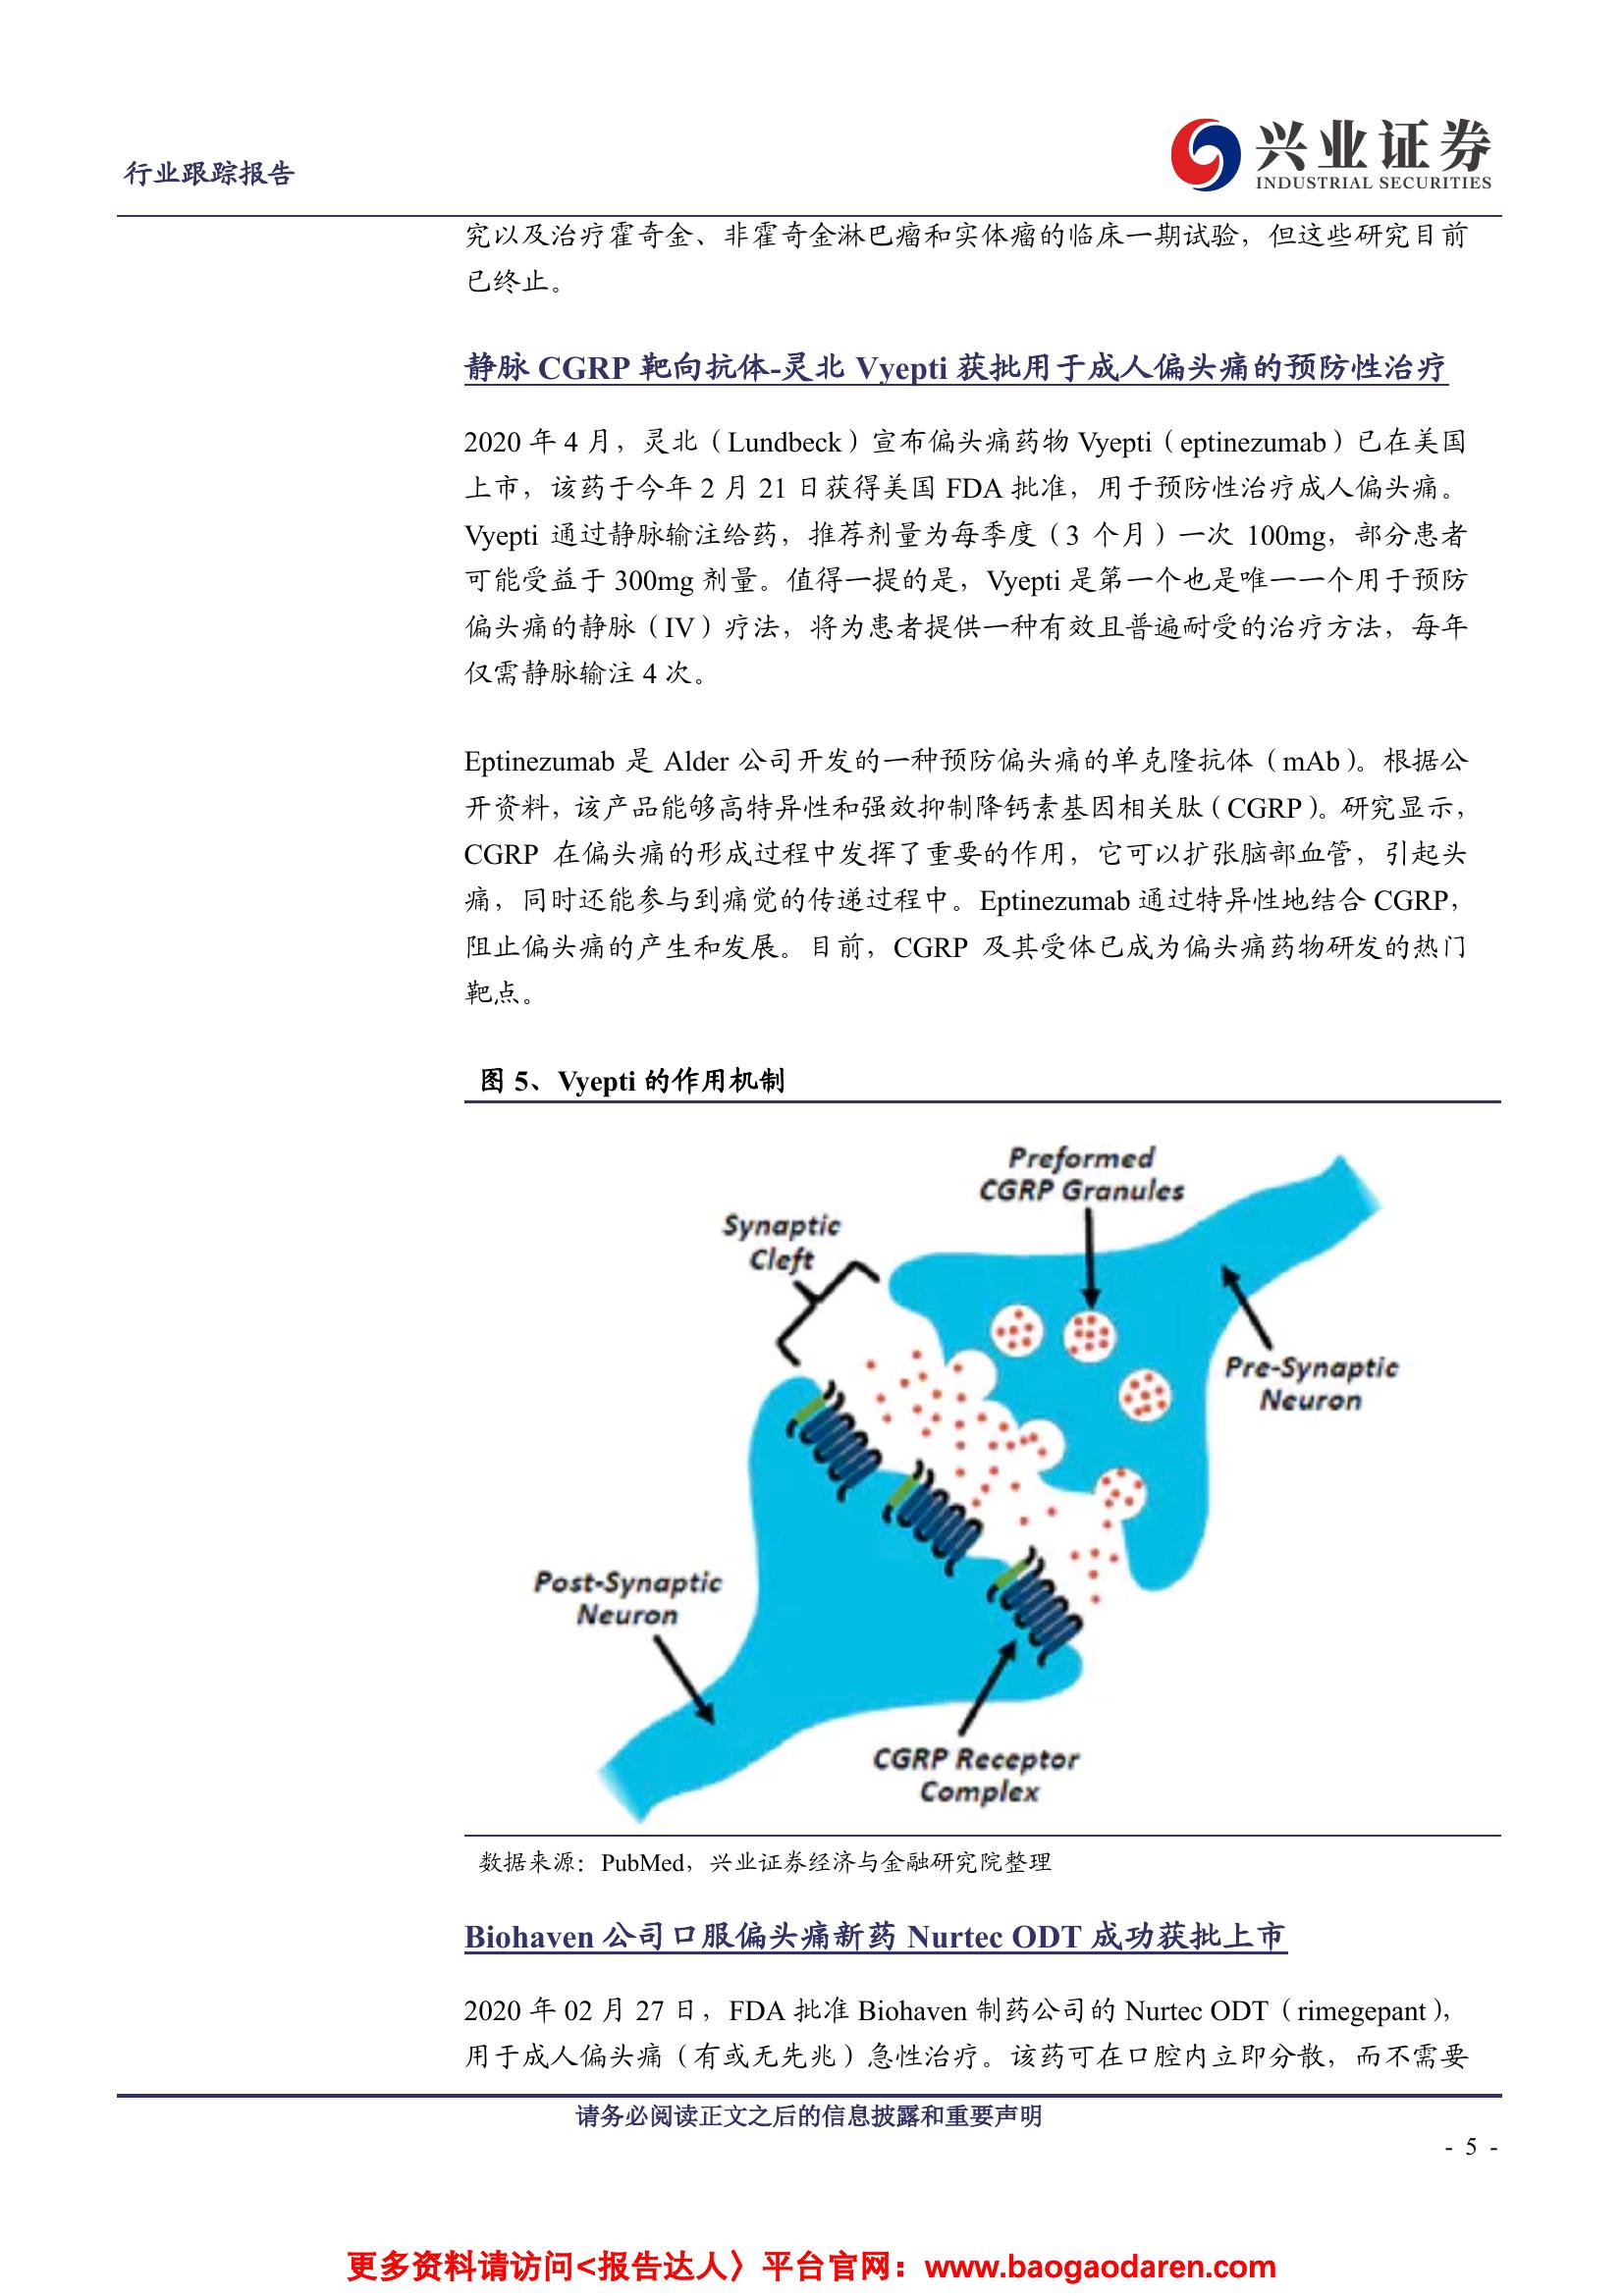 行业跟踪报告
兴业证券
INDUSTRIAL SECURITIES
究以及治疗霍奇金、非霍奇金淋巴瘤和实体瘤的临床一期试验，但这些研究目前
已终止。
静脉 CGRP 靶向抗体-灵北 Vyepti 获批用于成人偏头痛的预防性治疗
2020 年 4 月，灵北（Lundbeck）宣布偏头痛药物 Vyepti（eptinezumab）已在美国
上市，该药于今年 2 月 21 日获得美国 FDA 批准，用于预防性治疗成人偏头痛。
Vyepti 通过静脉输注给药，推荐剂量为每季度（3 个月）一次 100mg，部分患者
可能受益于 300mg 剂量。值得一提的是，Vyepti 是第一个也是唯一一个用于预防
偏头痛的静脉（IV）疗法，将为患者提供一种有效且普遍耐受的治疗方法，每年
仅需静脉输注 4 次。
Eptinezumab 是 Alder 公司开发的一种预防偏头痛的单克隆抗体（mAb）。根据公
开资料，该产品能够高特异性和强效抑制降钙素基因相关肽（CGRP）。研究显示，
CGRP 在偏头痛的形成过程中发挥了重要的作用，它可以扩张脑部血管，引起头
痛，同时还能参与到痛觉的传递过程中。Eptinezumab 通过特异性地结合 CGRP，
阻止偏头痛的产生和发展。目前，CGRP 及其受体已成为偏头痛药物研发的热门
靶点。
图 5、Vyepti 的作用机制
Preformed
CGRP Granules
Synaptic
Cleft
Pre-Synaptic
Neuron
Post-Synaptic
Neuron
CGRP Receptor
Complex
数据来源：PubMed，兴业证券经济与金融研究院整理
Biohaven 公司口服偏头痛新药 Nurtec ODT 成功获批上市
2020 年 02 月 27 日，FDA 批准 Biohaven 制药公司的 Nurtec ODT（rimegepant），
用于成人偏头痛（有或无先兆）急性治疗。该药可在口腔内立即分散，而不需要
请务必阅读正文之后的信息披露和重要声明
- 5 -
更多资料请访问<报告达人〉平台官网：www.baogaodaren.com